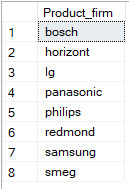 Product_firm
1 bosch
2 horizont
3 lg
4 panasonic
5 philips
6 redmond
7 samsung
8 smeg